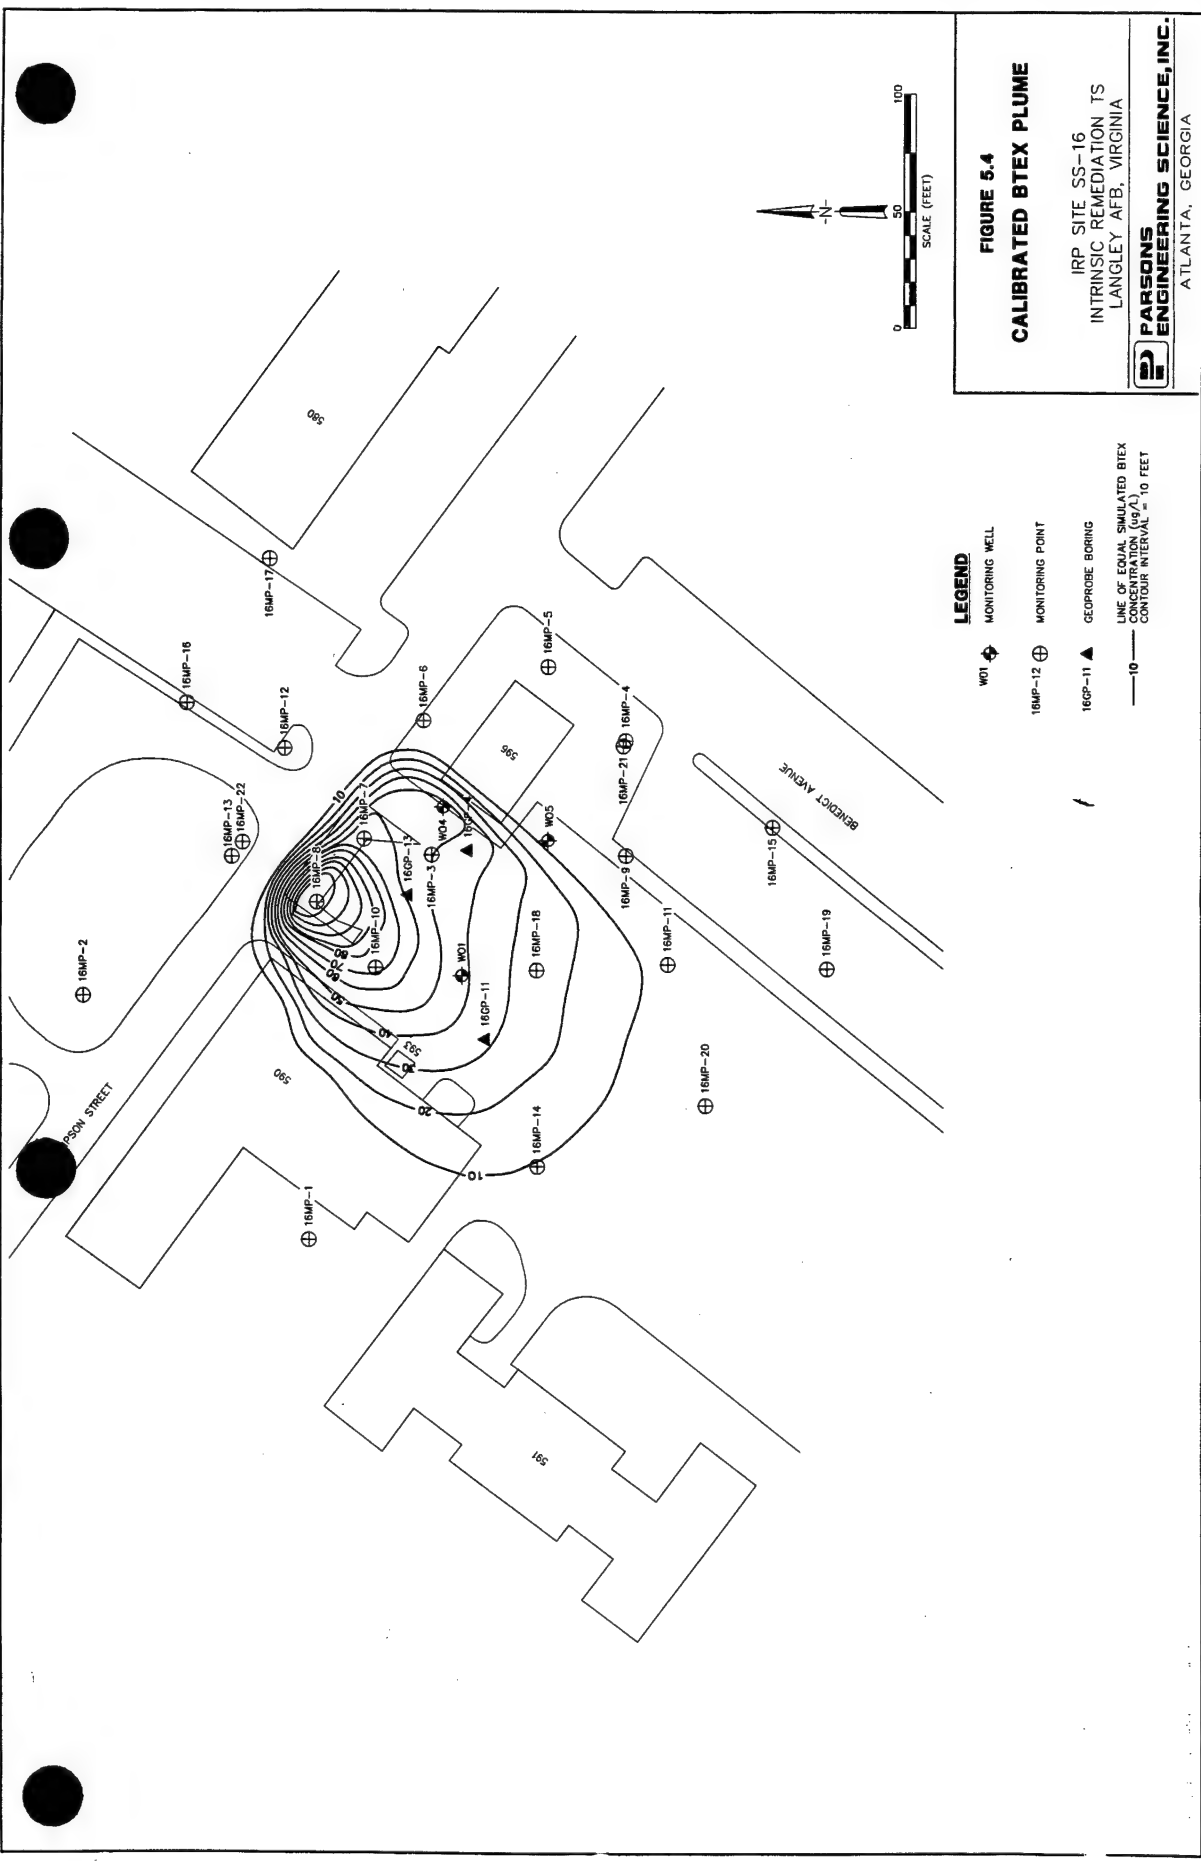 PSON STREET
16MP-2
16MP-13
16MP-22
16MP-16
16MP-12
16MP-17
580
16MP-1
590
593
16MP-8
16MP-7
16MP-10
16GP-13
16MP-3
W04
16GP-4
W01
16GP-11
16MP-6
596
16MP-5
W05
16MP-21
16MP-4
16MP-9
16MP-18
16MP-14
16MP-11
16MP-20
16MP-15
16MP-19
BENEDICT AVENUE
591
10
10
20
30
40
50
60
70
80
-N-
0
50
100
SCALE (FEET)
LEGEND
W01
MONITORING WELL
16MP-12
MONITORING POINT
16GP-11
GEOPROBE BORING
10
LINE OF EQUAL SIMULATED BTEX
CONCENTRATION (ug/L)
CONTOUR INTERVAL = 10 FEET
FIGURE 5.4
CALIBRATED BTEX PLUME
IRP SITE SS-16
INTRINSIC REMEDIATION TS
LANGLEY AFB, VIRGINIA
PARSONS
ENGINEERING SCIENCE, INC.
ATLANTA, GEORGIA